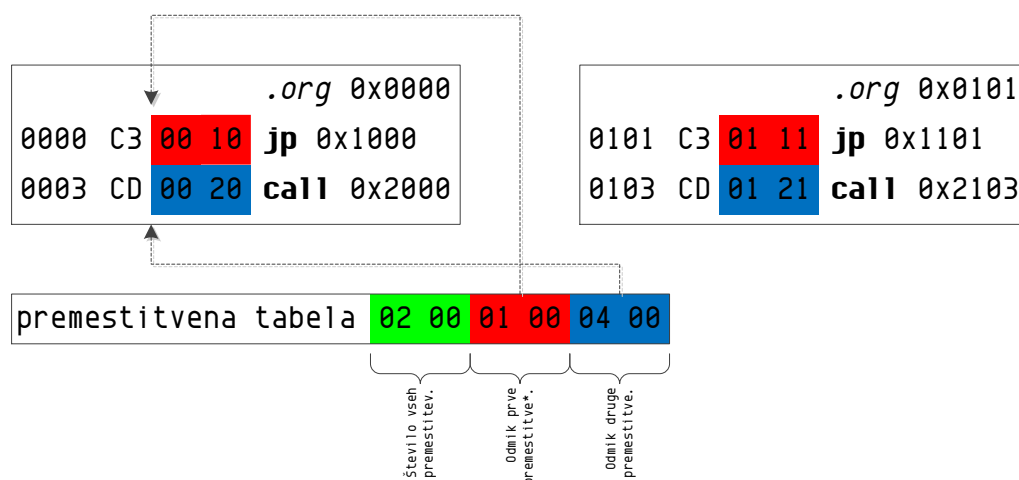 .org 0x0000
0000 C3 00 10 jp 0x1000
0003 CD 00 20 call 0x2000
.org 0x0101
0101 C3 01 11 jp 0x1101
0103 CD 01 21 call 0x2103
premestitvena tabela 02 00 01 00 04 00
Število vseh
premestitev.
Odmik prve
premestitve*.
Odmik druge
premestitve.